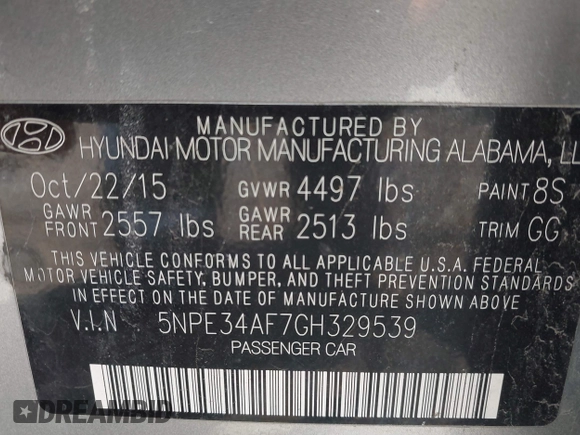 MANUFACTURED BY
HYUNDAI MOTOR MANUFACTURING ALABAMA, LL
Oct/22/15 GVWR 4497 lbs PAINT 8S
GAWR FRONT 2557 lbs GAWR REAR 2513 lbs TRIM GG
THIS VEHICLE CONFORMS TO ALL APPLICABLE U.S.A. FEDERAL
MOTOR VEHICLE SAFETY, BUMPER, AND THEFT PREVENTION STANDARDS
IN EFFECT ON THE DATE OF MANUFACTURE SHOWN ABOVE.
V.I.N 5NPE34AF7GH329539
PASSENGER CAR
DREAMBID